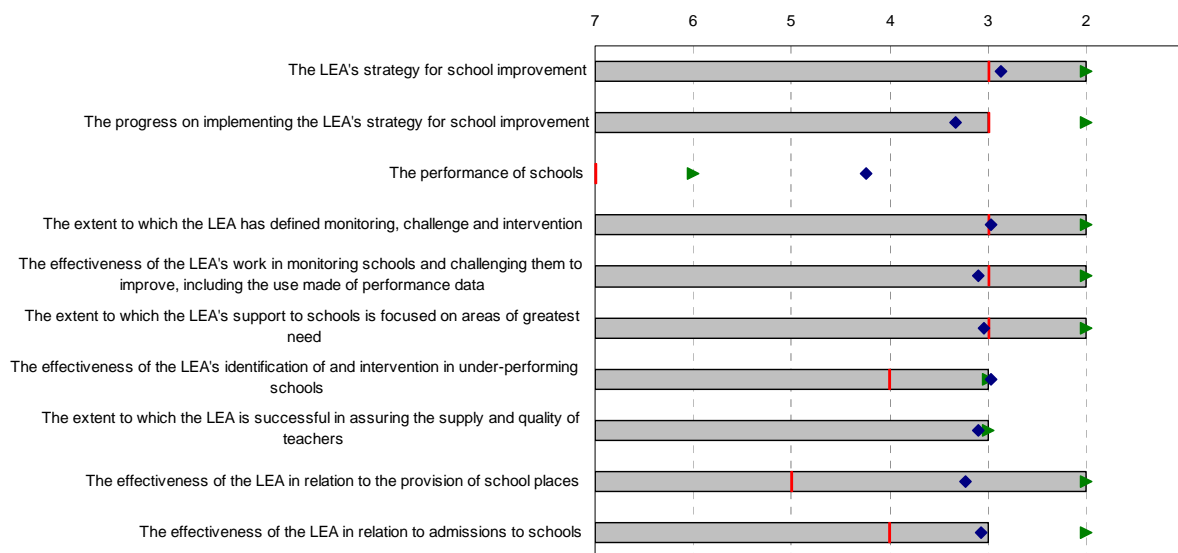 7 6 5 4 3 2
The LEA's strategy for school improvement
The progress on implementing the LEA's strategy for school improvement
The performance of schools
The extent to which the LEA has defined monitoring, challenge and intervention
The effectiveness of the LEA's work in monitoring schools and challenging them to
improve, including the use made of performance data
The extent to which the LEA's support to schools is focused on areas of greatest
need
The effectiveness of the LEA's identification of and intervention in under-performing
schools
The extent to which the LEA is successful in assuring the supply and quality of
teachers
The effectiveness of the LEA in relation to the provision of school places
The effectiveness of the LEA in relation to admissions to schools